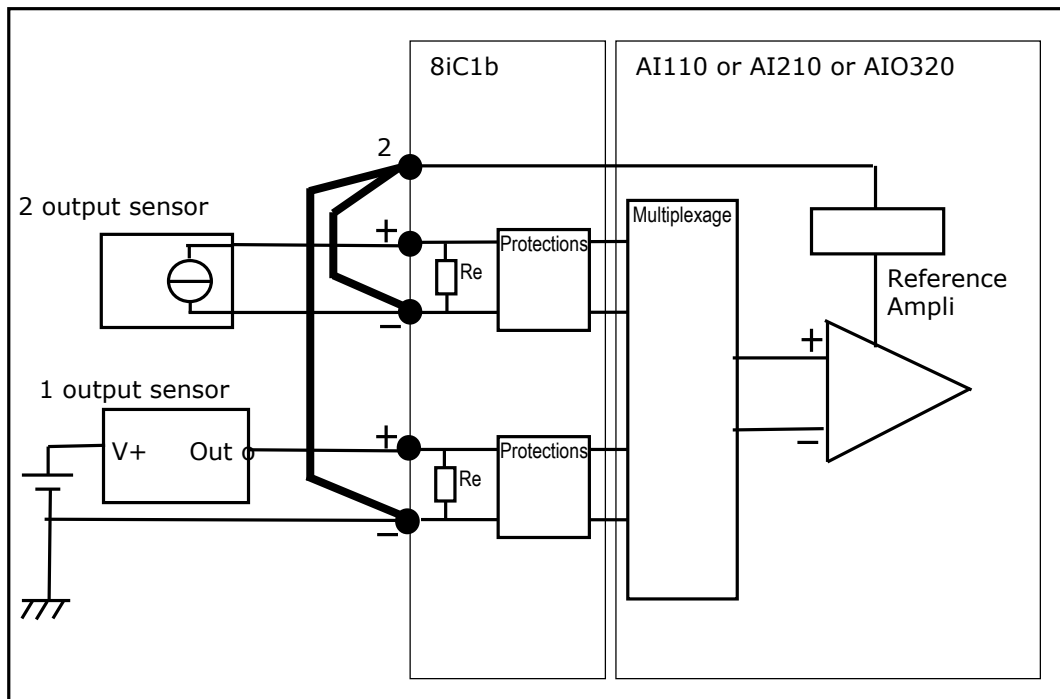 8iC1b
AI110 or AI210 or AIO320
2
2 output sensor
+
Re
Protections
−
Multiplexage
Reference
Ampli
+
−
1 output sensor
V+
Out o
+
Re
Protections
−